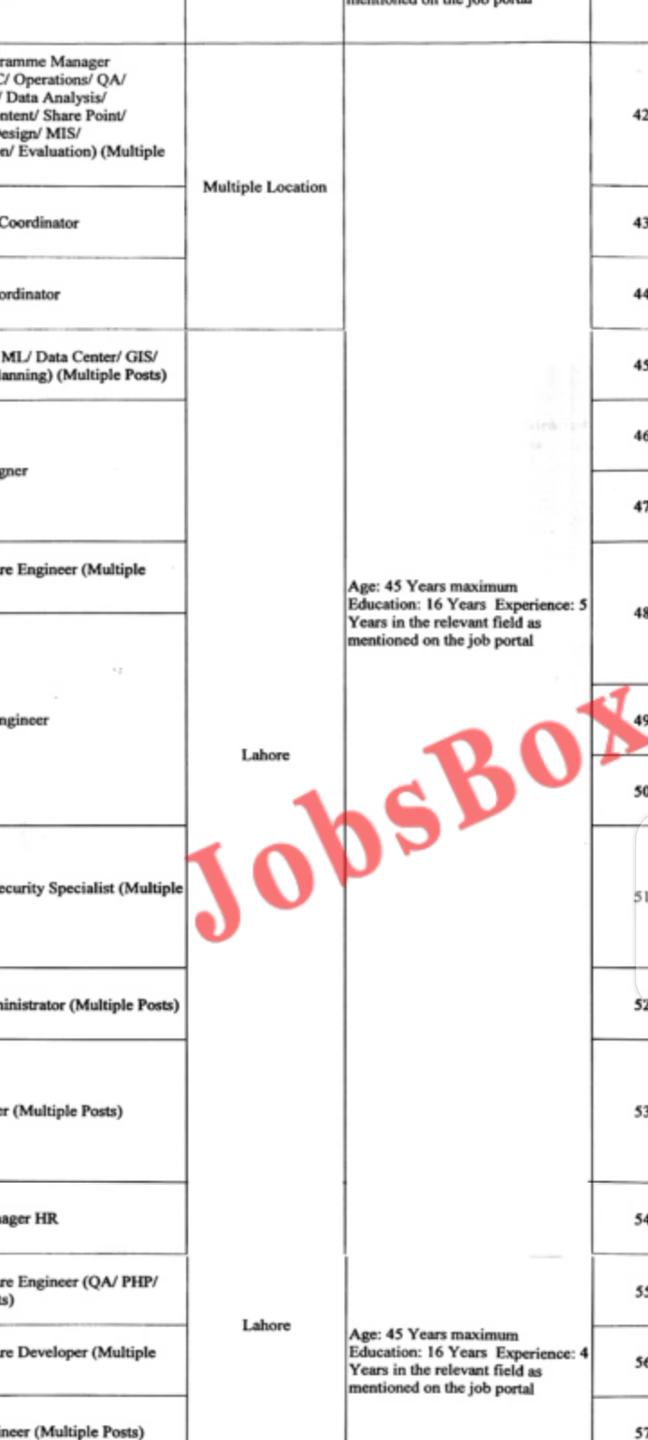 mentioned on the job portal
ramme Manager
C/ Operations/ QA/
/ Data Analysis/
ntent/ Share Point/
esign/ MIS/
n/ Evaluation) (Multiple
42
Multiple Location
Coordinator
43
ordinator
44
ML/ Data Center/ GIS/
lanning) (Multiple Posts)
45
46
gner
47
re Engineer (Multiple
Age: 45 Years maximum
Education: 16 Years Experience: 5
Years in the relevant field as
mentioned on the job portal
48
ngineer
49
Lahore
50
JobsBox
ecurity Specialist (Multiple
51
ministrator (Multiple Posts)
52
er (Multiple Posts)
53
nager HR
54
re Engineer (QA/ PHP/
ts)
55
Lahore
Age: 45 Years maximum
Education: 16 Years Experience: 4
Years in the relevant field as
mentioned on the job portal
re Developer (Multiple
56
ineer (Multiple Posts)
57